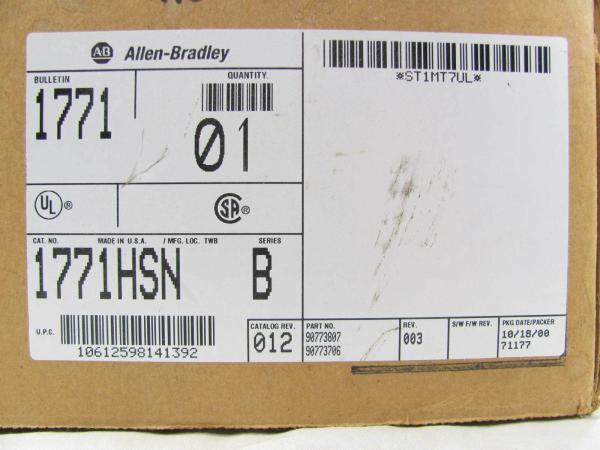 AB Allen-Bradley
BULLETIN
1771
QUANTITY.
01
*ST1MT7UL*
UL ®
SA ®
CAT. NO. MADE IN U.S.A. / MFG. LOC. TWB SERIES
1771HSN B
U.P.C.
10612598141392
CATALOG REV.
012
PART NO.
90773807
90773706
REV.
003
S/W F/W REV.
PKG DATE/PACKER
10/18/00
71177